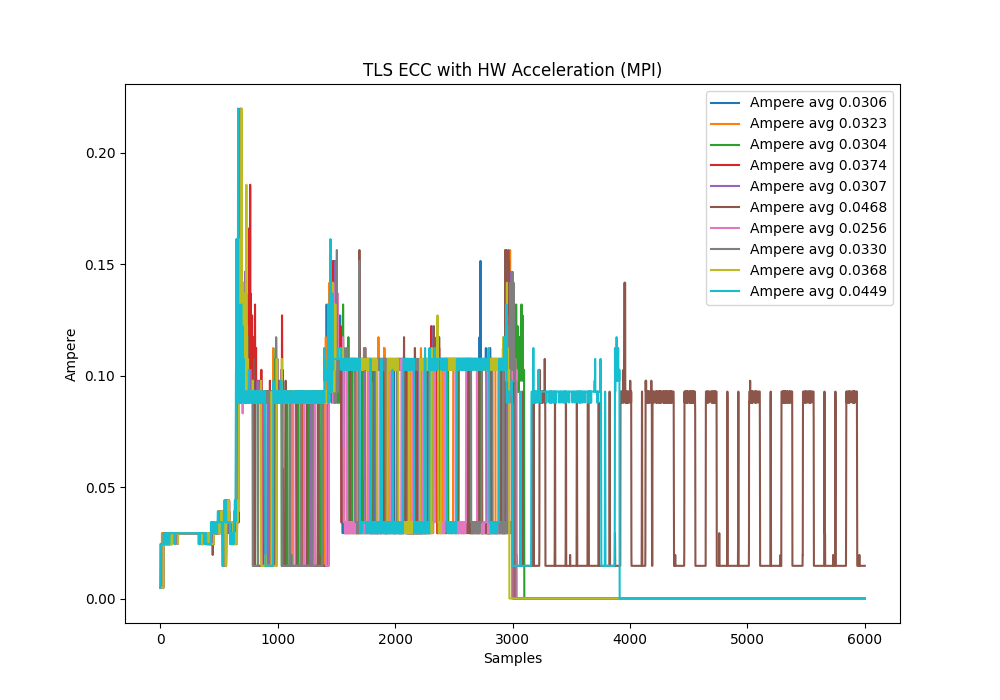 TLS ECC with HW Acceleration (MPI)
Ampere avg 0.0306
Ampere avg 0.0323
Ampere avg 0.0304
Ampere avg 0.0374
Ampere avg 0.0307
Ampere avg 0.0468
Ampere avg 0.0256
Ampere avg 0.0330
Ampere avg 0.0368
Ampere avg 0.0449
0.20
0.15
0.10
0.05
0.00
Ampere
0 1000 2000 3000 4000 5000 6000
Samples